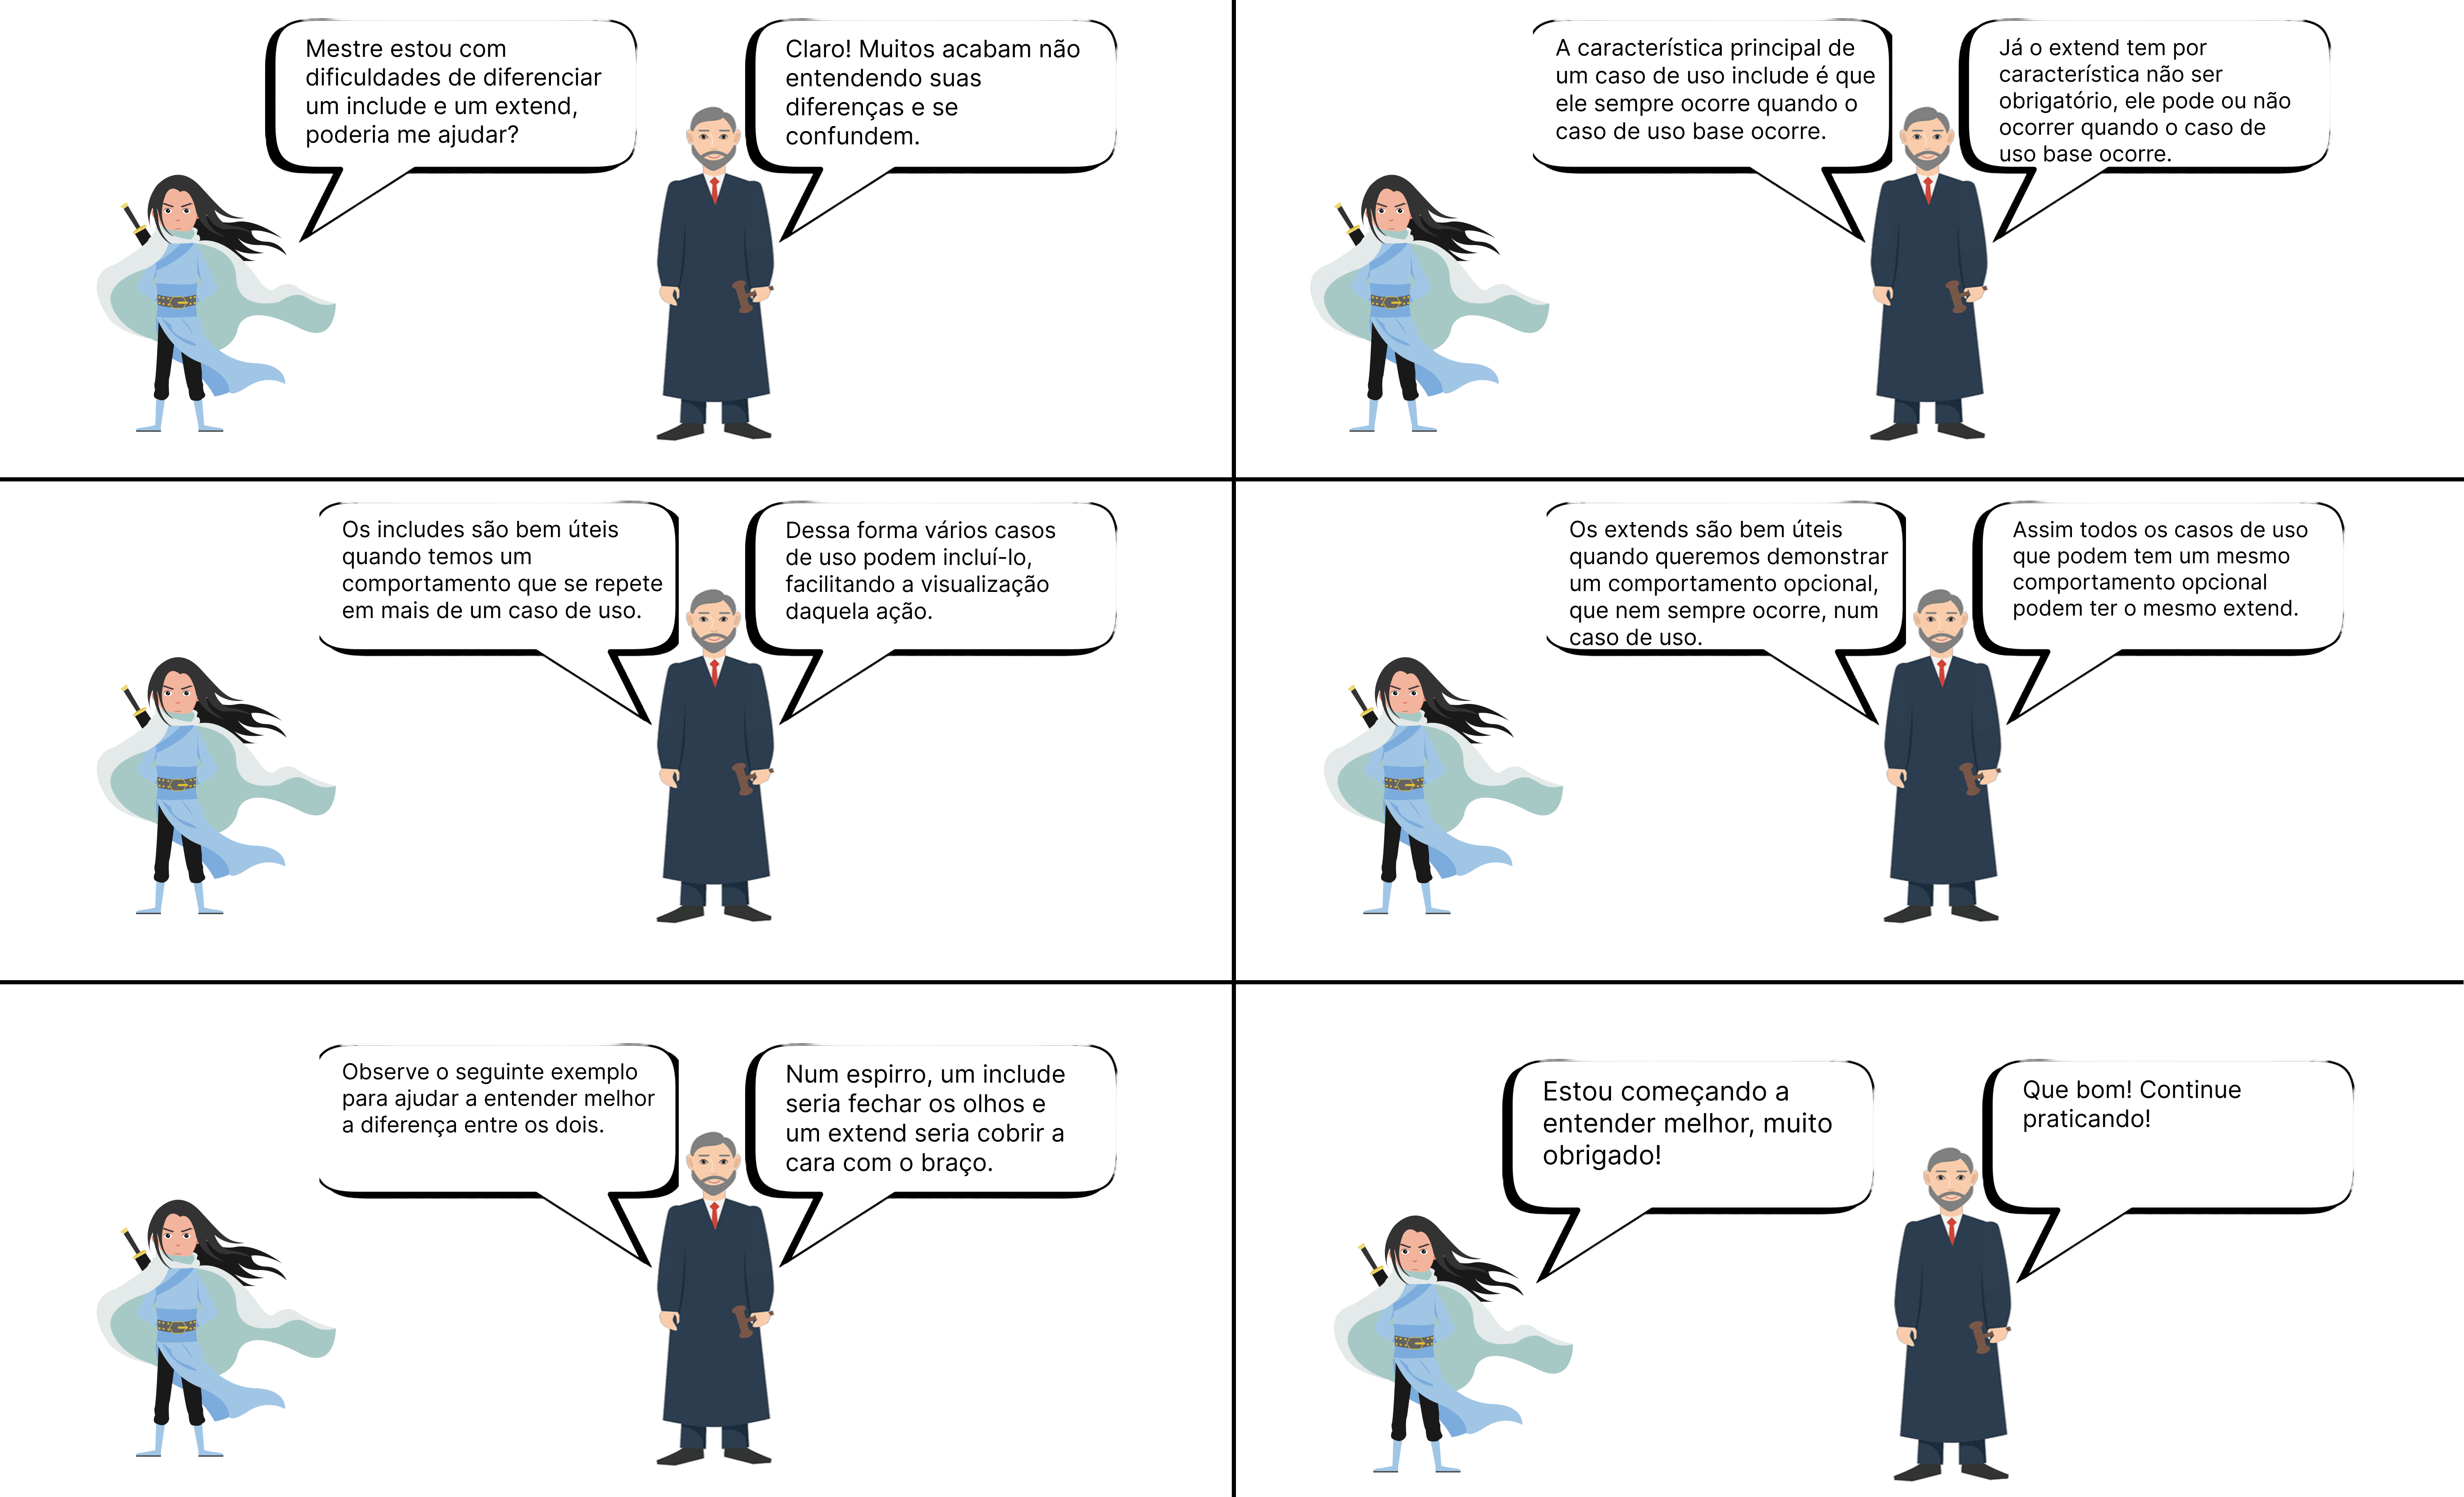 Mestre estou com
dificuldades de diferenciar
um include e um extend,
poderia me ajudar?
Claro! Muitos acabam não
entendendo suas
diferenças e se
confundem.
A característica principal de
um caso de uso include é que
ele sempre ocorre quando o
caso de uso base ocorre.
Já o extend tem por
característica não ser
obrigatório, ele pode ou não
ocorrer quando o caso de
uso base ocorre.
Os includes são bem úteis
quando temos um
comportamento que se repete
em mais de um caso de uso.
Dessa forma vários casos
de uso podem incluí-lo,
facilitando a visualização
daquela ação.
Os extends são bem úteis
quando queremos demonstrar
um comportamento opcional,
que nem sempre ocorre, num
caso de uso.
Assim todos os casos de uso
que podem tem um mesmo
comportamento opcional
podem ter o mesmo extend.
Observe o seguinte exemplo
para ajudar a entender melhor
a diferença entre os dois.
Num espirro, um include
seria fechar os olhos e
um extend seria cobrir a
cara com o braço.
Estou começando a
entender melhor, muito
obrigado!
Que bom! Continue
praticando!